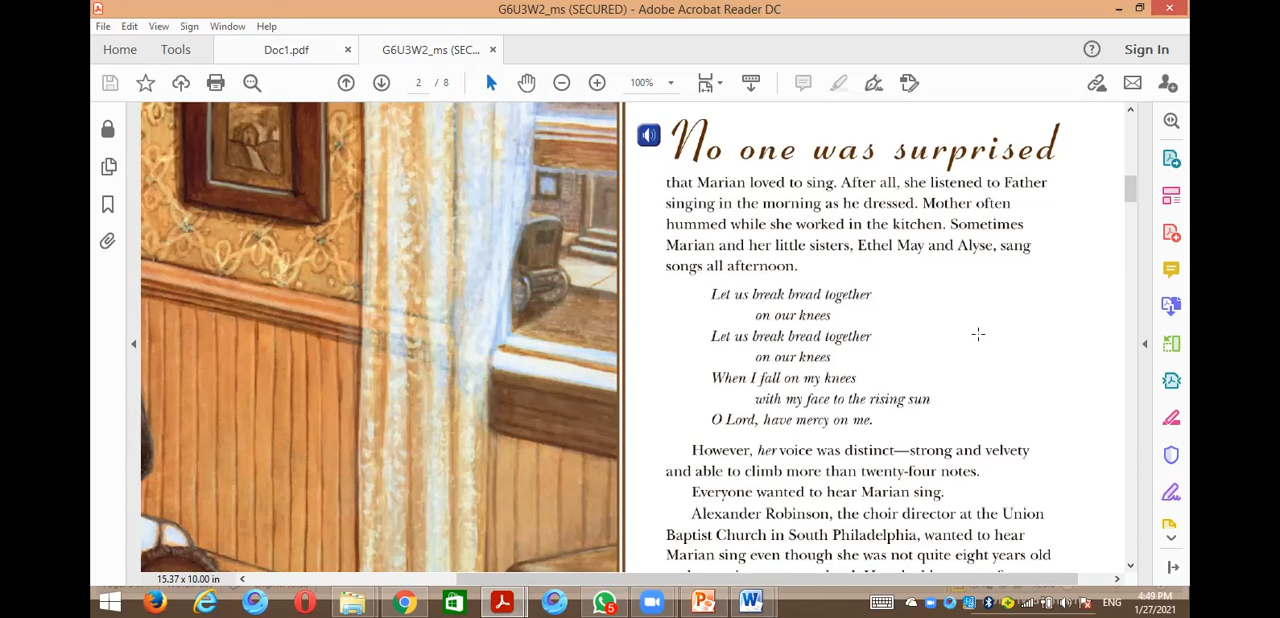 G6U3W2_ms (SECURED) - Adobe Acrobat Reader DC
File Edit View Sign Window Help
Home Tools Doc1.pdf × G6U3W2_ms (SEC... × ? Sign In
2 / 8 100%
No one was surprised
that Marian loved to sing. After all, she listened to Father
singing in the morning as he dressed. Mother often
hummed while she worked in the kitchen. Sometimes
Marian and her little sisters, Ethel May and Alyse, sang
songs all afternoon.
Let us break bread together
on our knees
Let us break bread together
on our knees
When I fall on my knees
with my face to the rising sun
O Lord, have mercy on me.
However, her voice was distinct—strong and velvety
and able to climb more than twenty-four notes.
Everyone wanted to hear Marian sing.
Alexander Robinson, the choir director at the Union
Baptist Church in South Philadelphia, wanted to hear
Marian sing even though she was not quite eight years old
15.37 x 10.00 in
5 ENG 4:49 PM
1/27/2021